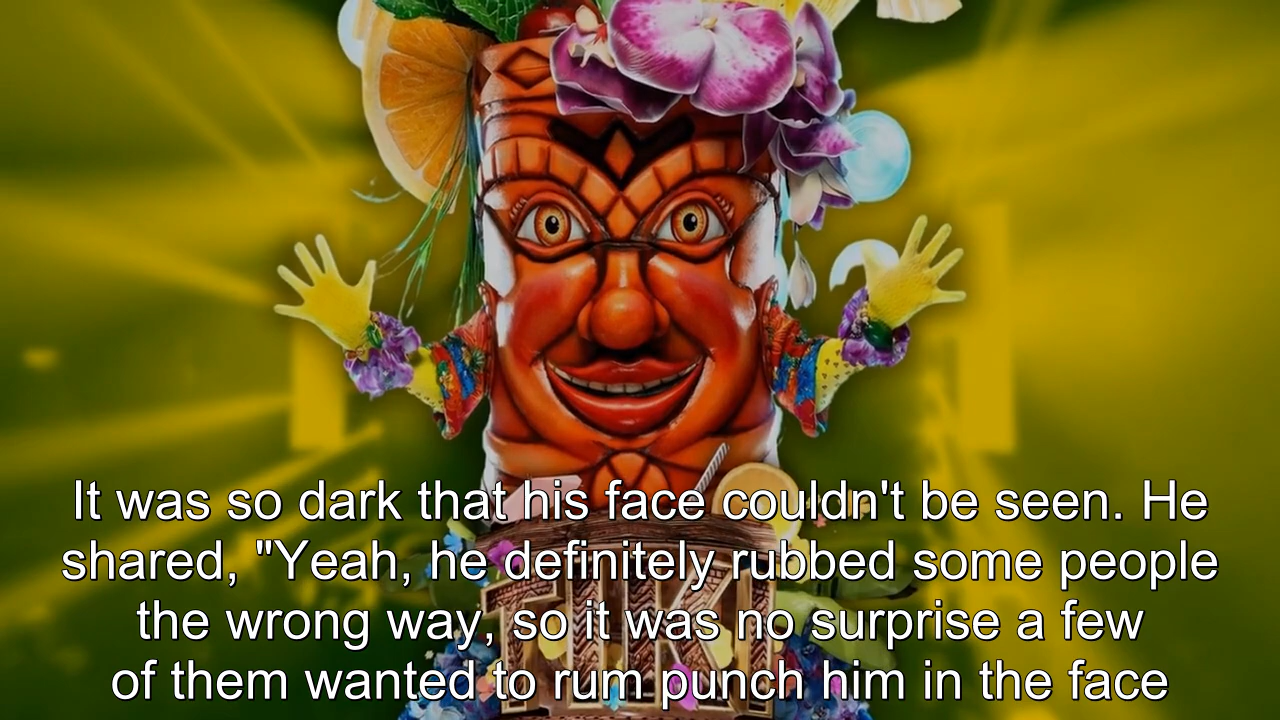 It was so dark that his face couldn't be seen. He
shared, "Yeah, he definitely rubbed some people
the wrong way, so it was no surprise a few
of them wanted to rum punch him in the face
TIKI